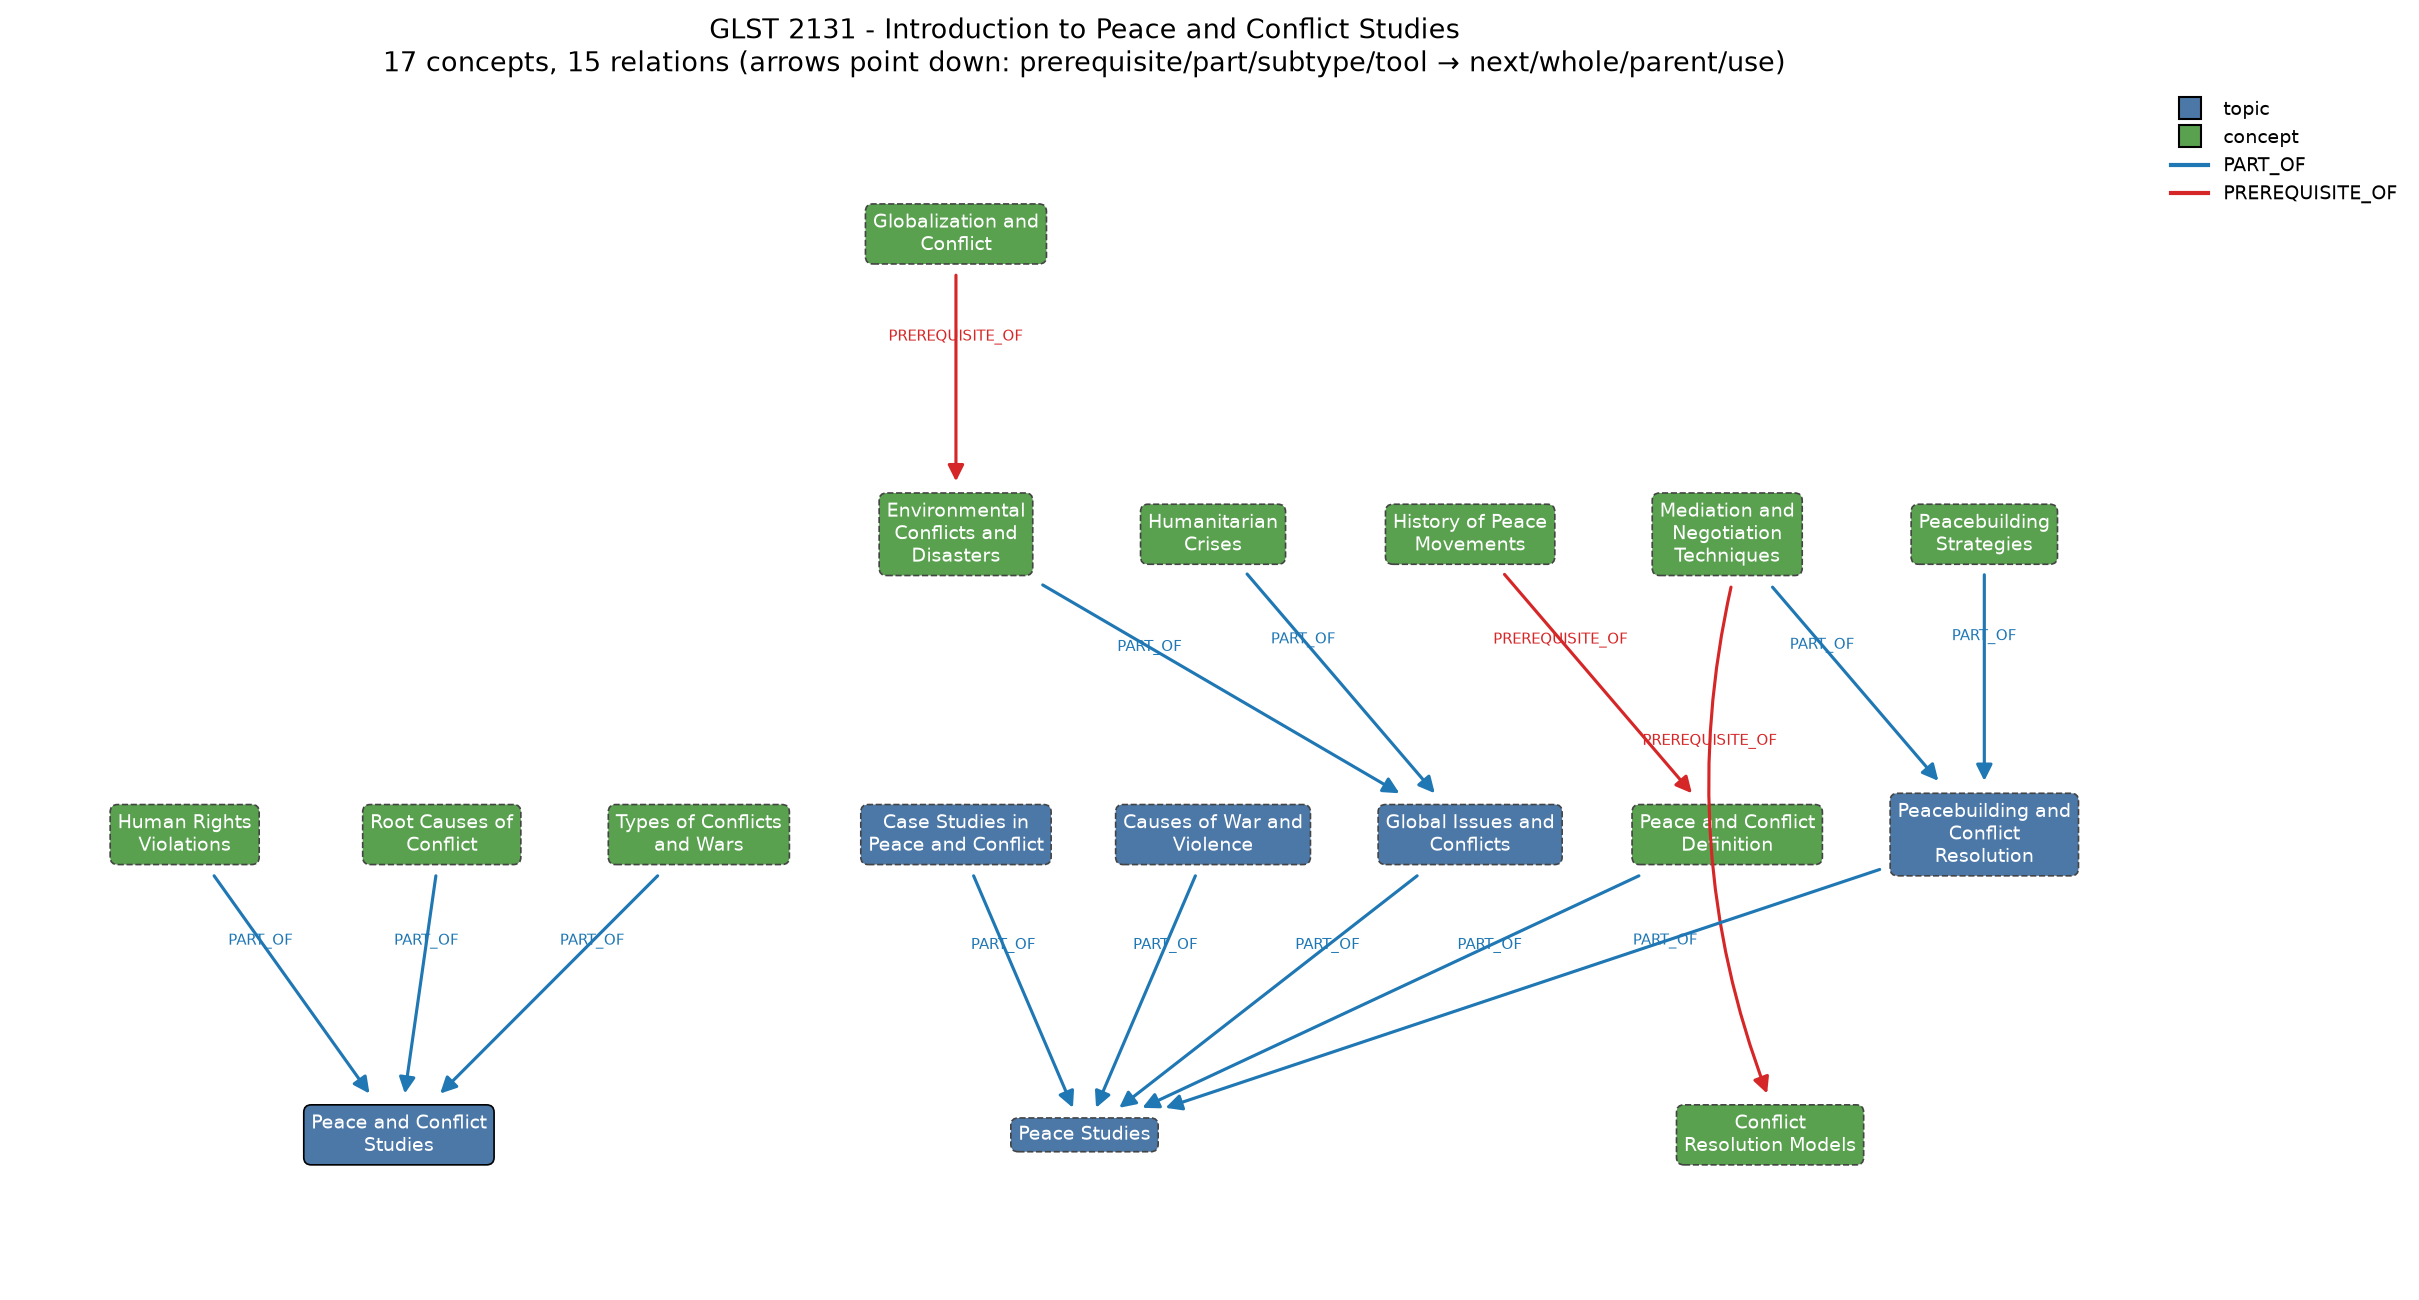 GLST 2131 - Introduction to Peace and Conflict Studies
17 concepts, 15 relations (arrows point down: prerequisite/part/subtype/tool → next/whole/parent/use)
topic
concept
PART_OF
PREREQUISITE_OF
Globalization and
Conflict
PREREQUISITE_OF
Environmental
Conflicts and
Disasters
Humanitarian
Crises
History of Peace
Movements
Mediation and
Negotiation
Techniques
Peacebuilding
Strategies
PART_OF
PART_OF
PREREQUISITE_OF
PART_OF
PART_OF
PREREQUISITE_OF
Human Rights
Violations
Root Causes of
Conflict
Types of Conflicts
and Wars
Case Studies in
Peace and Conflict
Causes of War and
Violence
Global Issues and
Conflicts
Peace and Conflict
Definition
Peacebuilding and
Conflict
Resolution
PART_OF
PART_OF
PART_OF
PART_OF
PART_OF
PART_OF
PART_OF
PART_OF
Peace and Conflict
Studies
Peace Studies
Conflict
Resolution Models